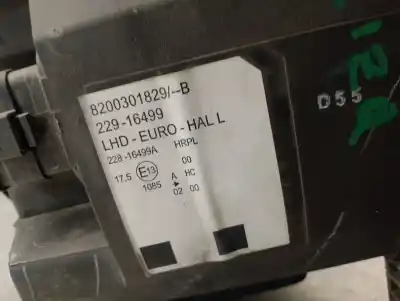 8200301829/--B
229-16499
LHD - EURO - HAL L
228 -16499A HRPL
00
17.5 E13 A HC
1085 02 00
D55